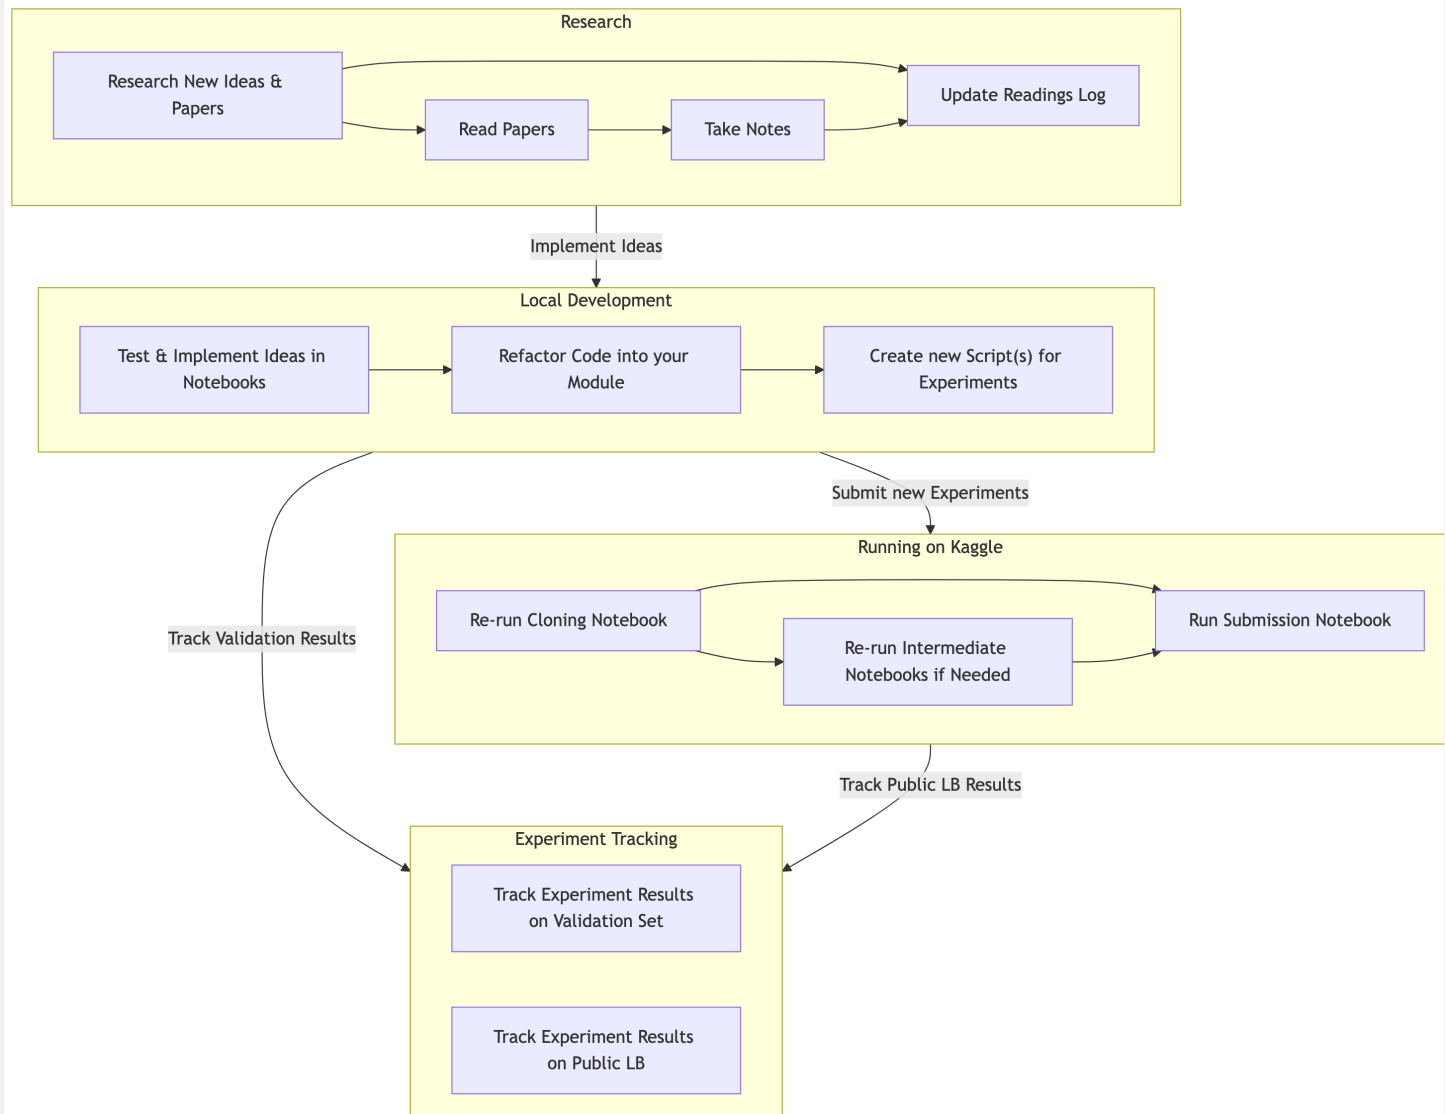 Research
Research New Ideas &
Papers
Update Readings Log
Read Papers
Take Notes
Implement Ideas
Local Development
Test & Implement Ideas in
Notebooks
Refactor Code into your
Module
Create new Script(s) for
Experiments
Submit new Experiments
Running on Kaggle
Re-run Cloning Notebook
Re-run Intermediate
Notebooks if Needed
Run Submission Notebook
Track Validation Results
Track Public LB Results
Experiment Tracking
Track Experiment Results
on Validation Set
Track Experiment Results
on Public LB